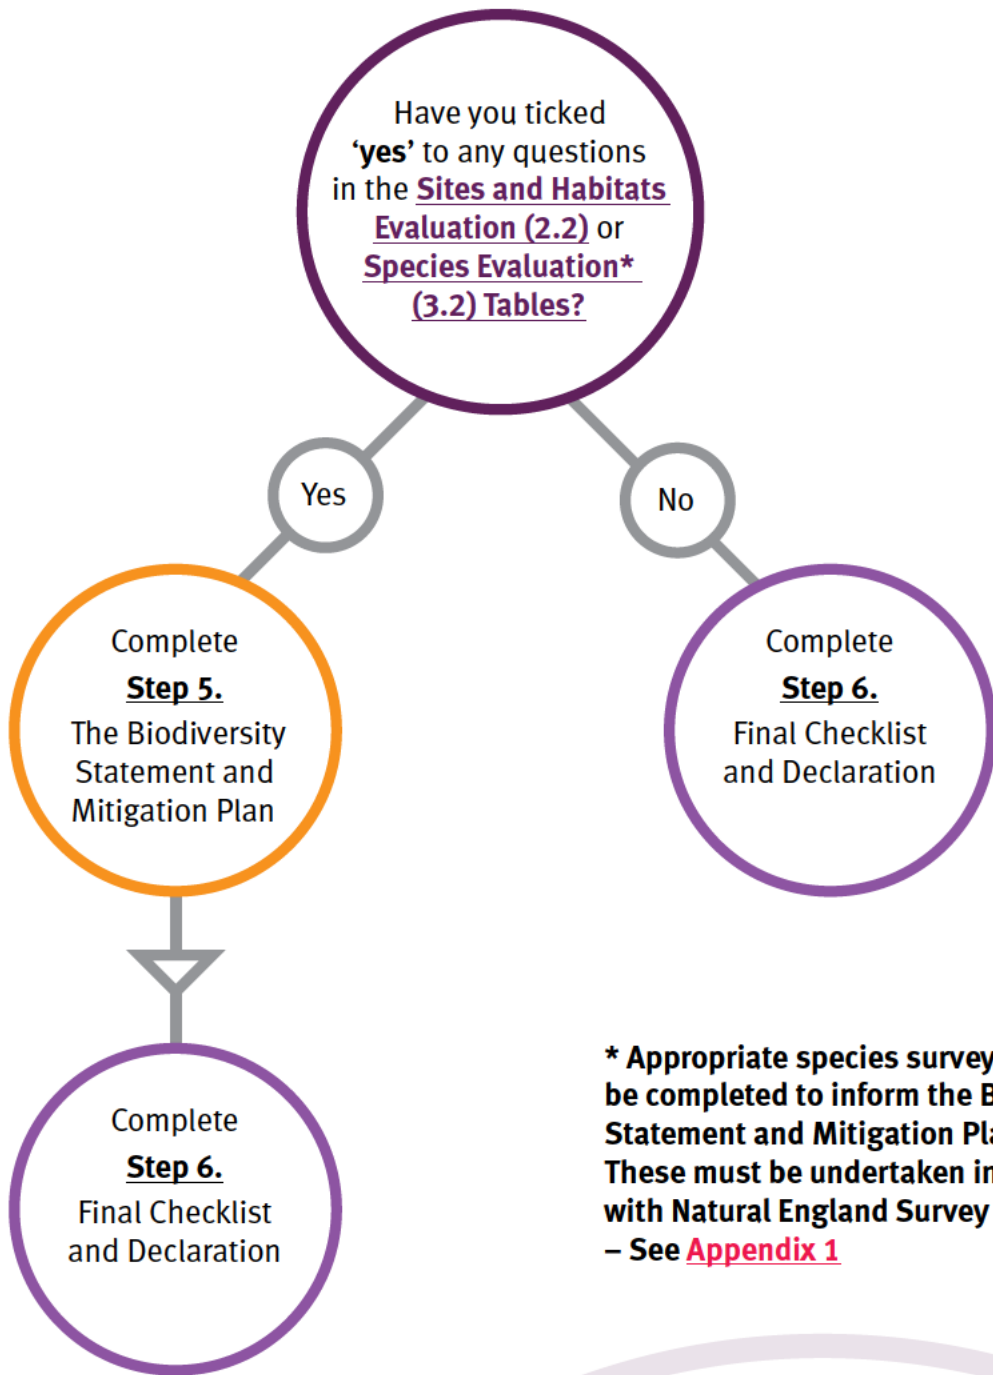 Have you ticked
‘yes’ to any questions
in the Sites and Habitats
Evaluation (2.2) or
Species Evaluation*
(3.2) Tables?
Yes
No
Complete
Step 5.
The Biodiversity
Statement and
Mitigation Plan
Complete
Step 6.
Final Checklist
and Declaration
Complete
Step 6.
Final Checklist
and Declaration
* Appropriate species survey
be completed to inform the B
Statement and Mitigation Pla
These must be undertaken in
with Natural England Survey
– See Appendix 1